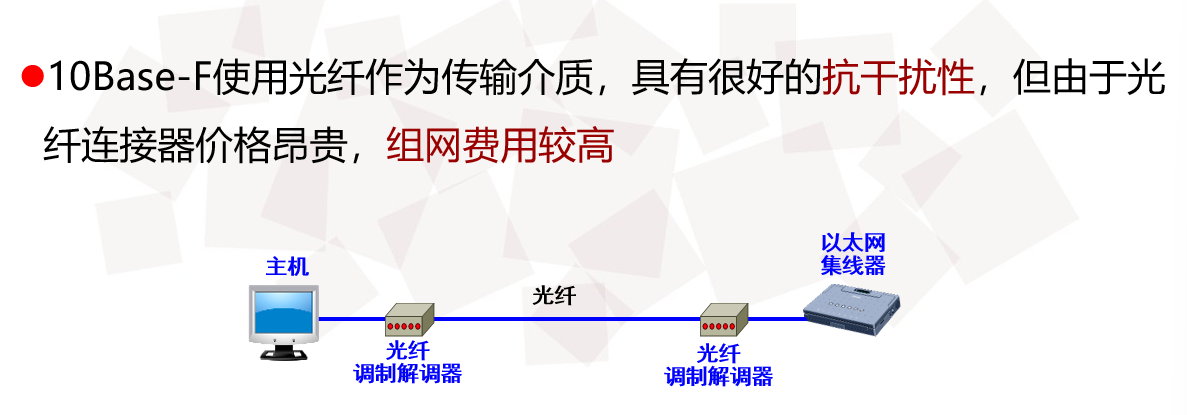 10Base-F使用光纤作为传输介质，具有很好的抗干扰性，但由于光
纤连接器价格昂贵，组网费用较高
以太网
集线器
主机
光纤
光纤
调制解调器
光纤
调制解调器